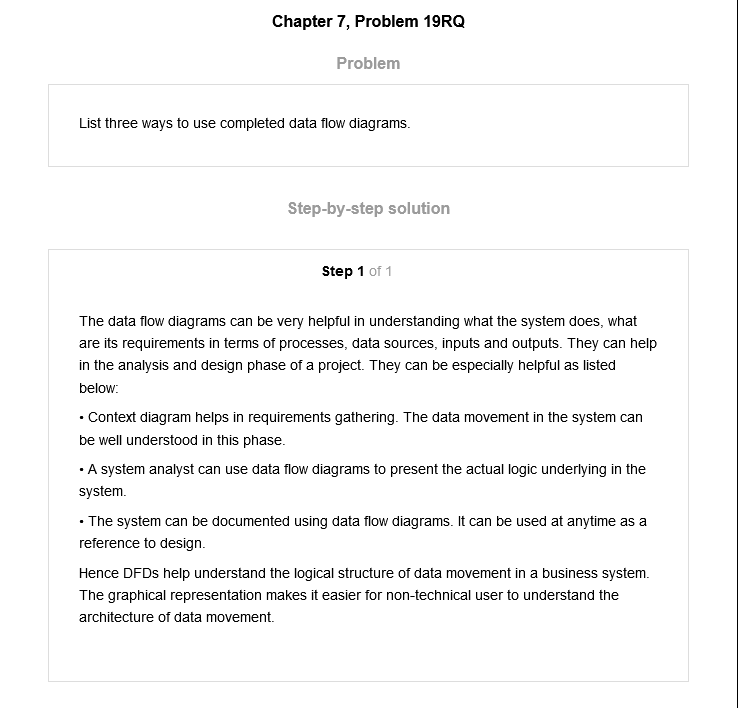 Chapter 7, Problem 19RQ
Problem
List three ways to use completed data flow diagrams.
Step-by-step solution
Step 1 of 1
The data flow diagrams can be very helpful in understanding what the system does, what
are its requirements in terms of processes, data sources, inputs and outputs. They can help
in the analysis and design phase of a project. They can be especially helpful as listed
below:
• Context diagram helps in requirements gathering. The data movement in the system can
be well understood in this phase.
• A system analyst can use data flow diagrams to present the actual logic underlying in the
system.
• The system can be documented using data flow diagrams. It can be used at anytime as a
reference to design.
Hence DFDs help understand the logical structure of data movement in a business system.
The graphical representation makes it easier for non-technical user to understand the
architecture of data movement.